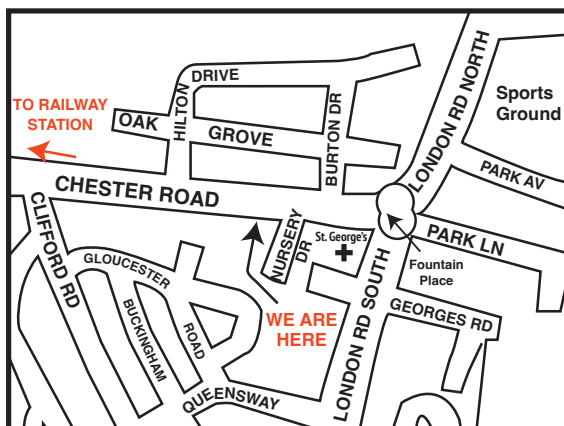 HILTON DRIVE
TO RAILWAY
STATION
OAK GROVE
BURTON DR
LONDON RD NORTH
Sports
Ground
PARK AV
CHESTER ROAD
CLIFFORD RD
NURSERY
DR
St. George's
PARK LN
GLOUCESTER
ROAD
Fountain
Place
BUCKINGHAM
WE ARE
HERE
LONDON RD SOUTH
GEORGES RD
QUEENSWAY